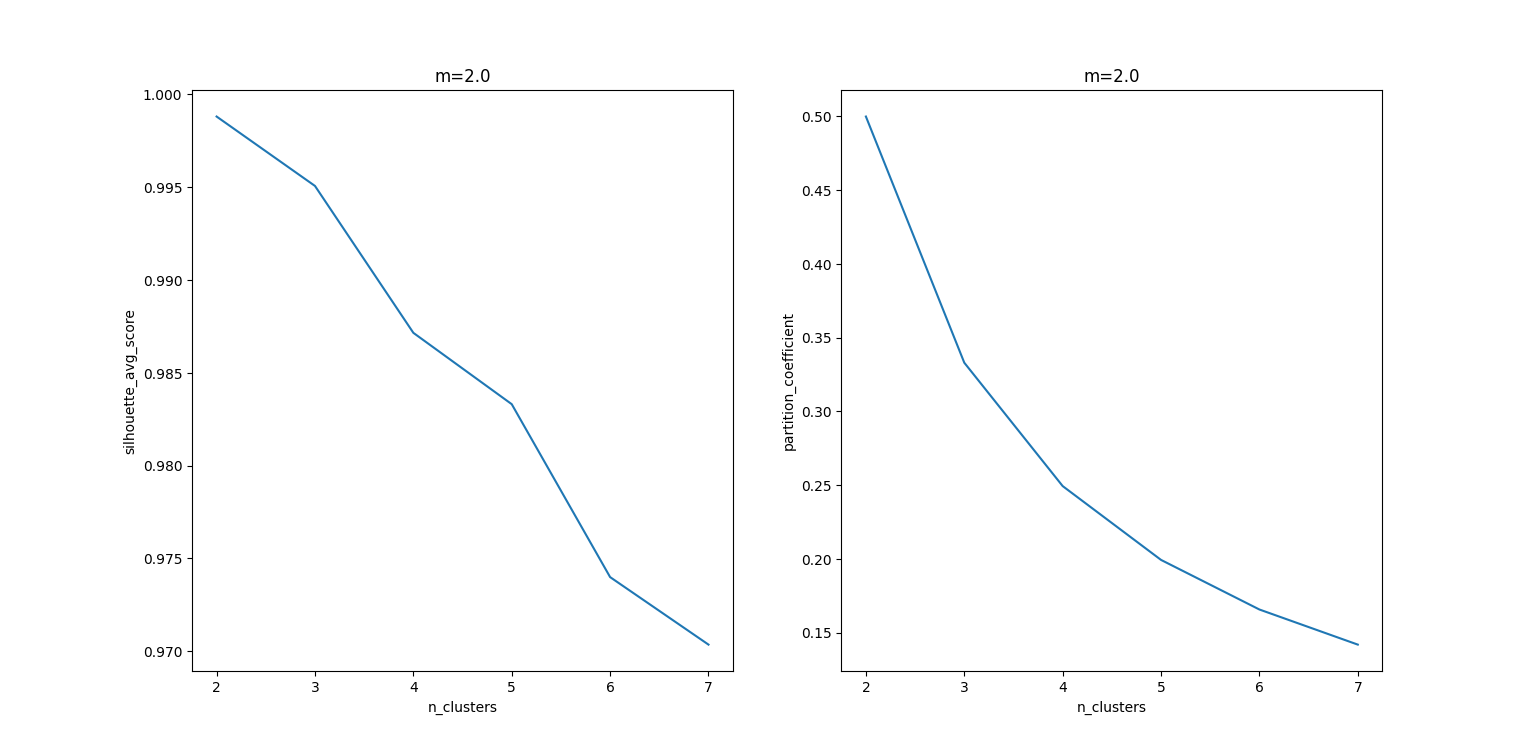 m=2.0
1.000
0.995
0.990
0.985
0.980
0.975
0.970
silhouette_avg_score
2 3 4 5 6 7
n_clusters
m=2.0
0.50
0.45
0.40
0.35
0.30
0.25
0.20
0.15
partition_coefficient
2 3 4 5 6 7
n_clusters